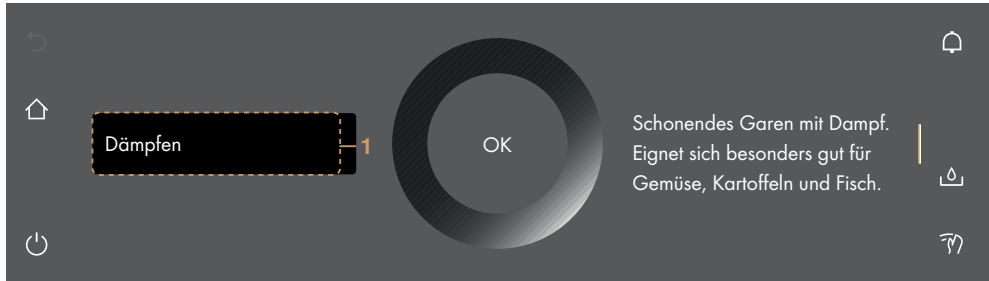 Dämpfen
1
OK
Schonendes Garen mit Dampf.
Eignet sich besonders gut für
Gemüse, Kartoffeln und Fisch.